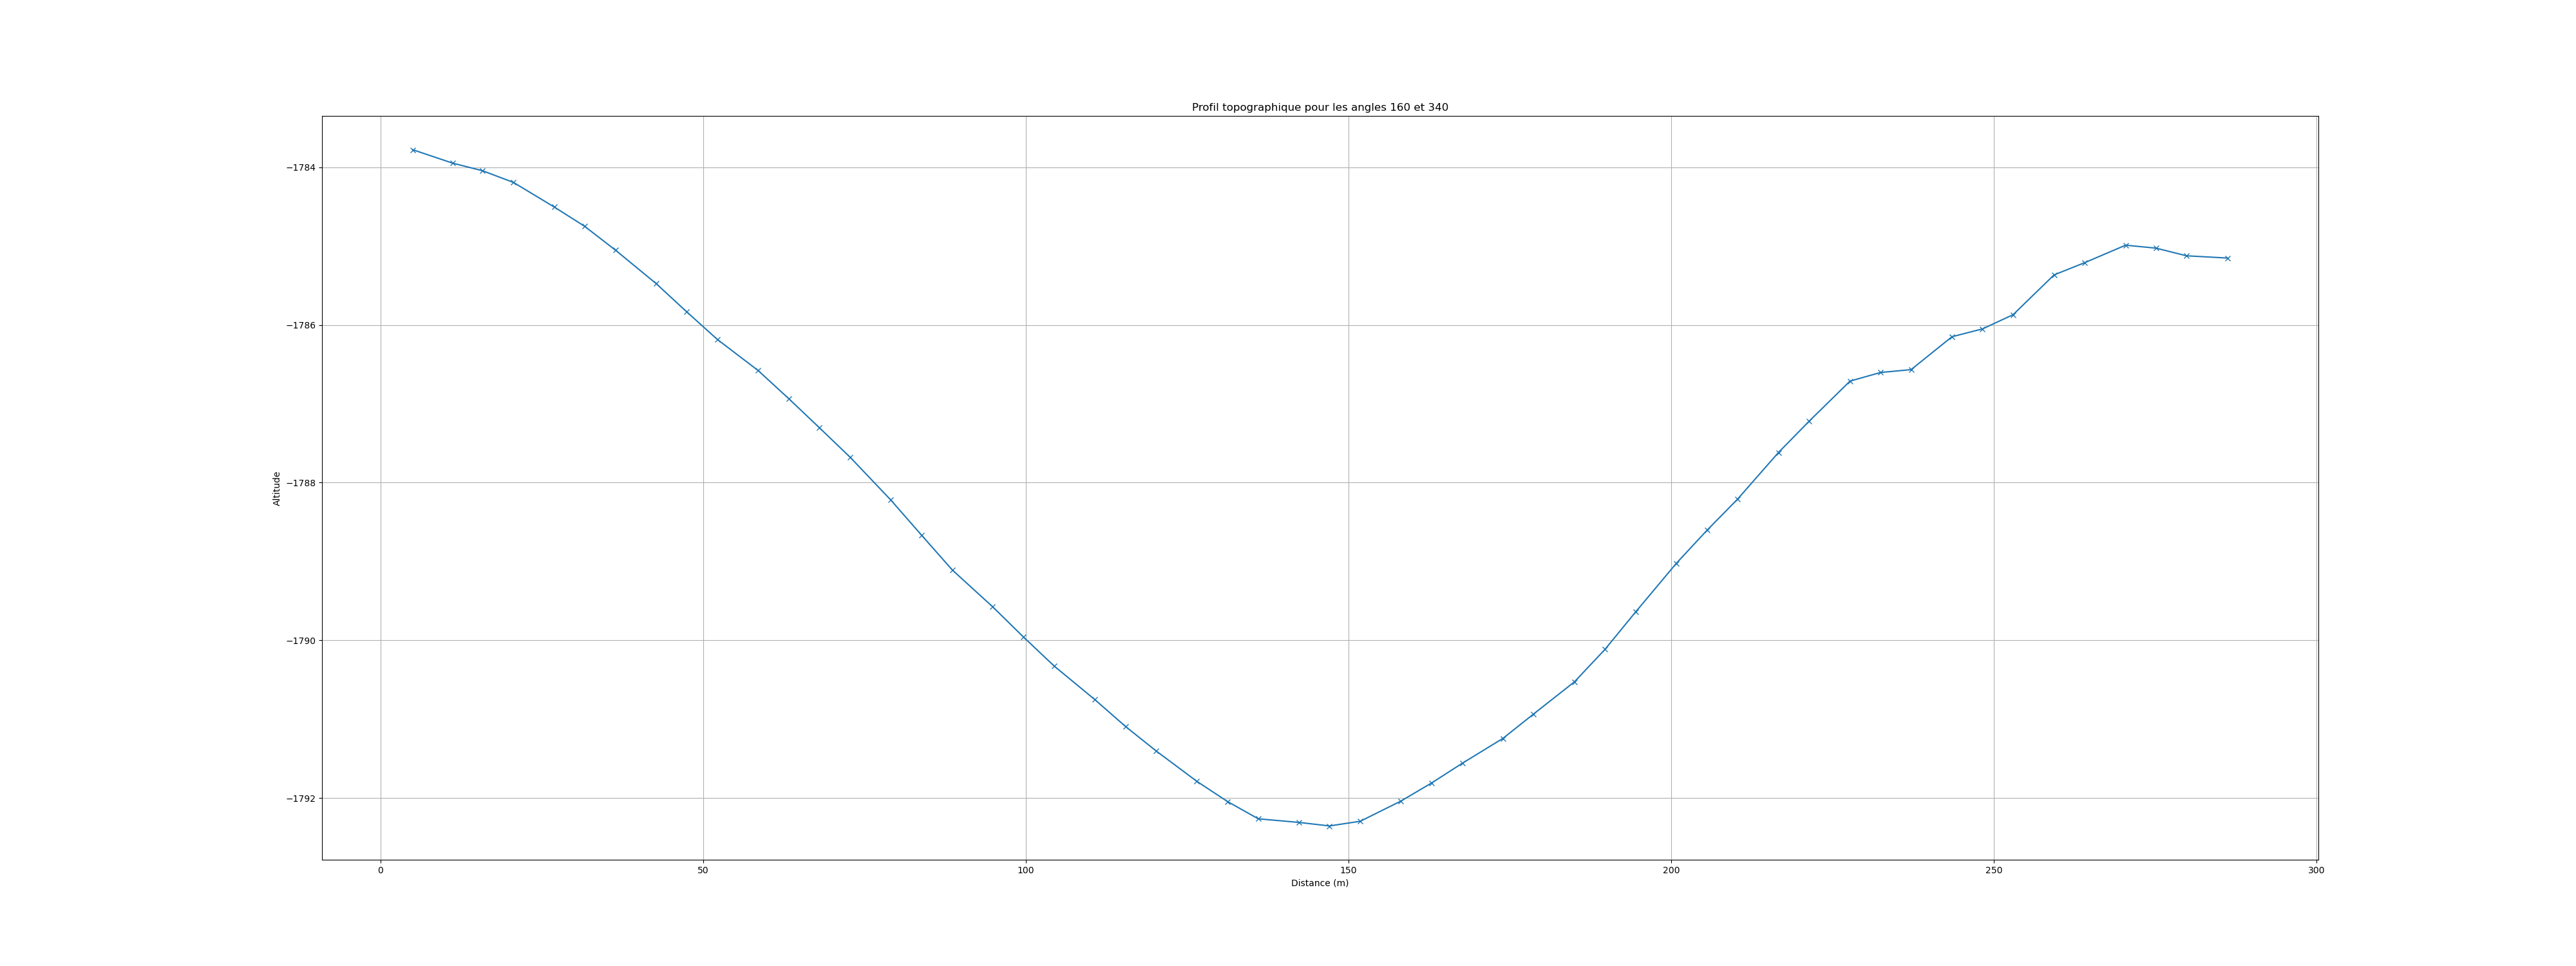 Profil topographique pour les angles 160 et 340
−1784
−1786
−1788
−1790
−1792
Altitude
0 50 100 150 200 250 300
Distance (m)